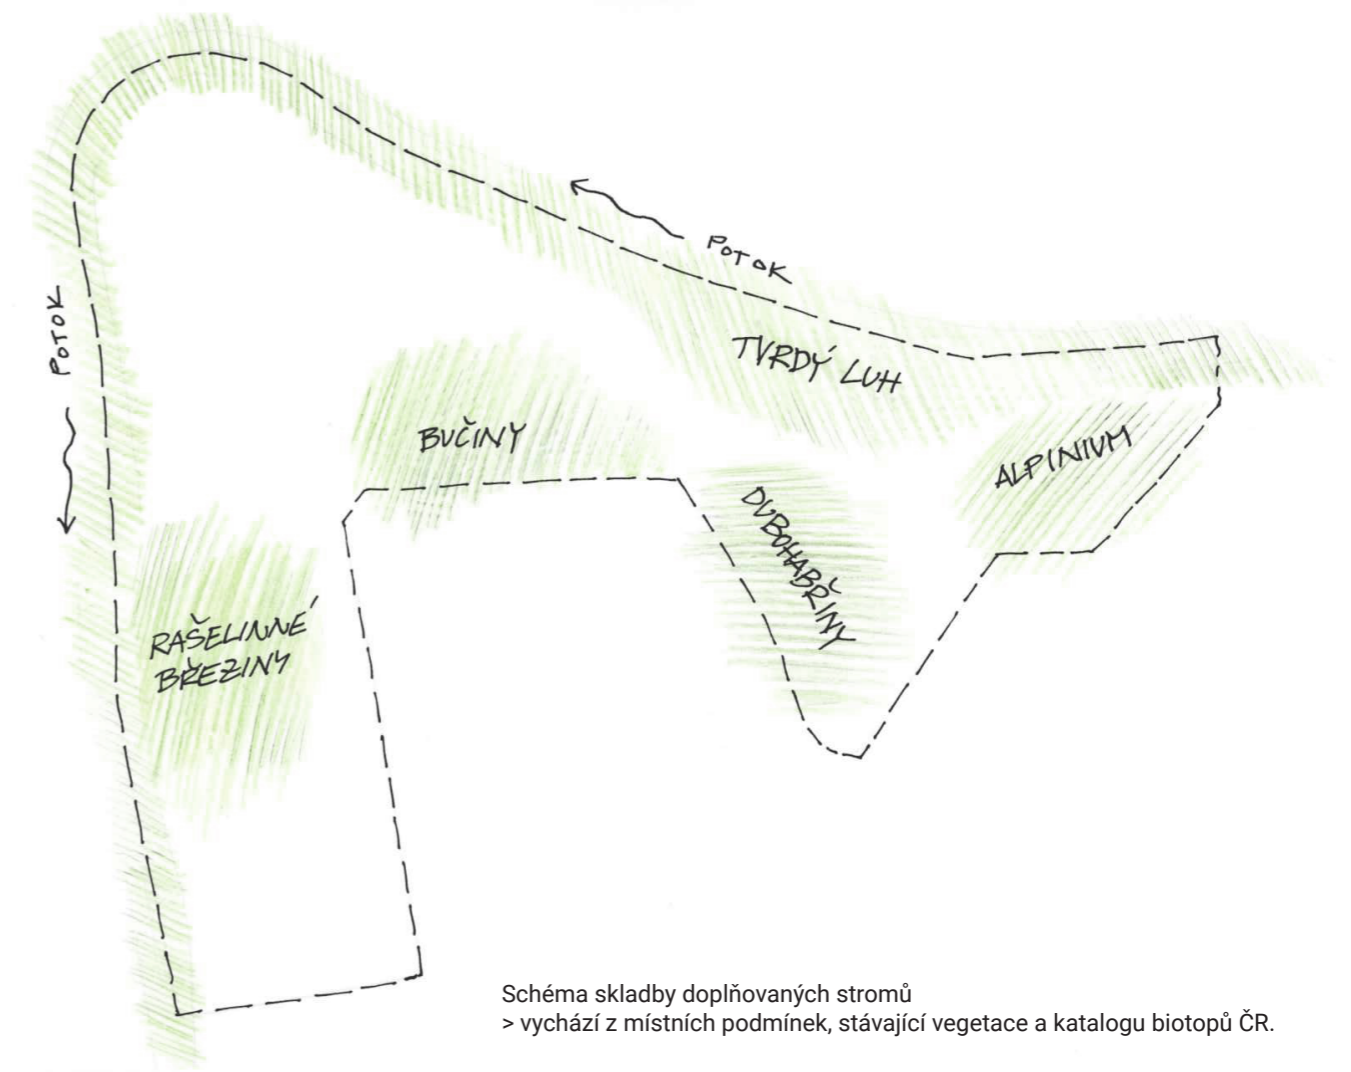 POTOK
POTOK
TVRDÝ LUH
BUČINY
ALPINIUM
DUBOHABŘINY
RAŠELINNÉ
BŘEZINY
Schéma skladby doplňovaných stromů
> vychází z místních podmínek, stávající vegetace a katalogu biotopů ČR.